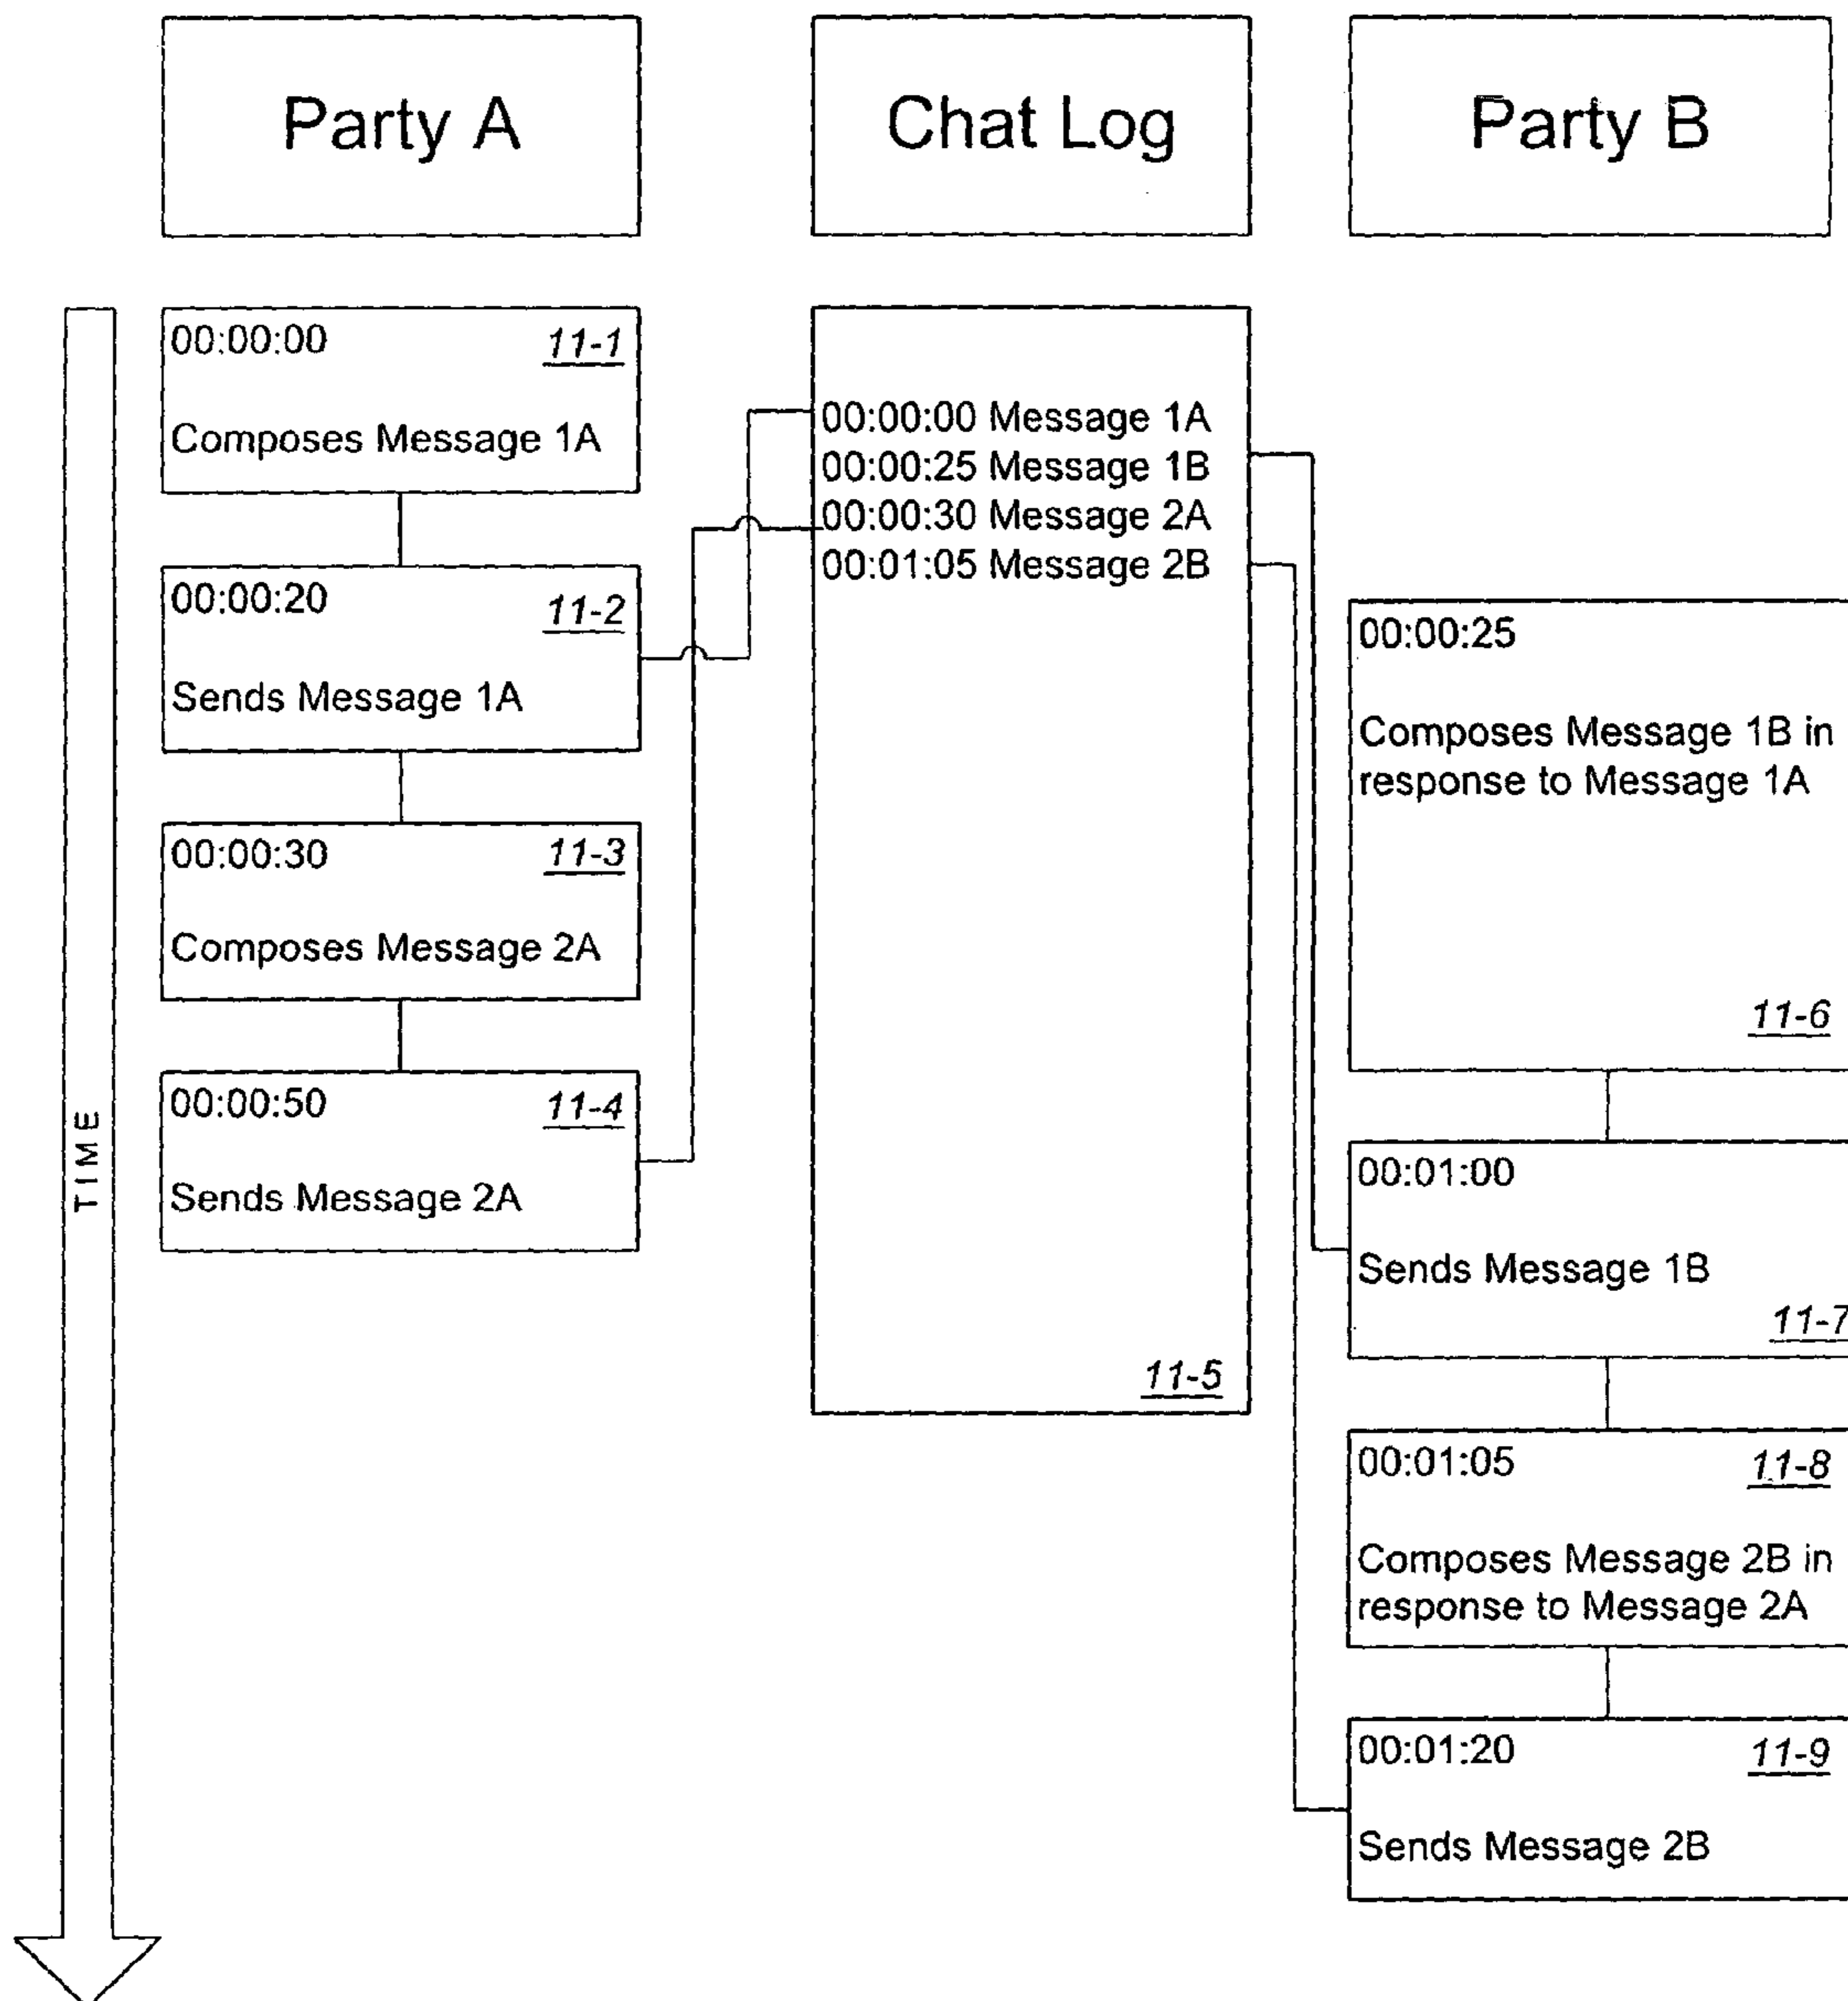 Party A
Chat Log
Party B
TIME
00:00:00
11-1
Composes Message 1A
00:00:20
11-2
Sends Message 1A
00:00:30
11-3
Composes Message 2A
00:00:50
11-4
Sends Message 2A
00:00:00 Message 1A
00:00:25 Message 1B
00:00:30 Message 2A
00:01:05 Message 2B
11-5
00:00:25
Composes Message 1B in
response to Message 1A
11-6
00:01:00
Sends Message 1B
11-7
00:01:05
11-8
Composes Message 2B in
response to Message 2A
00:01:20
11-9
Sends Message 2B